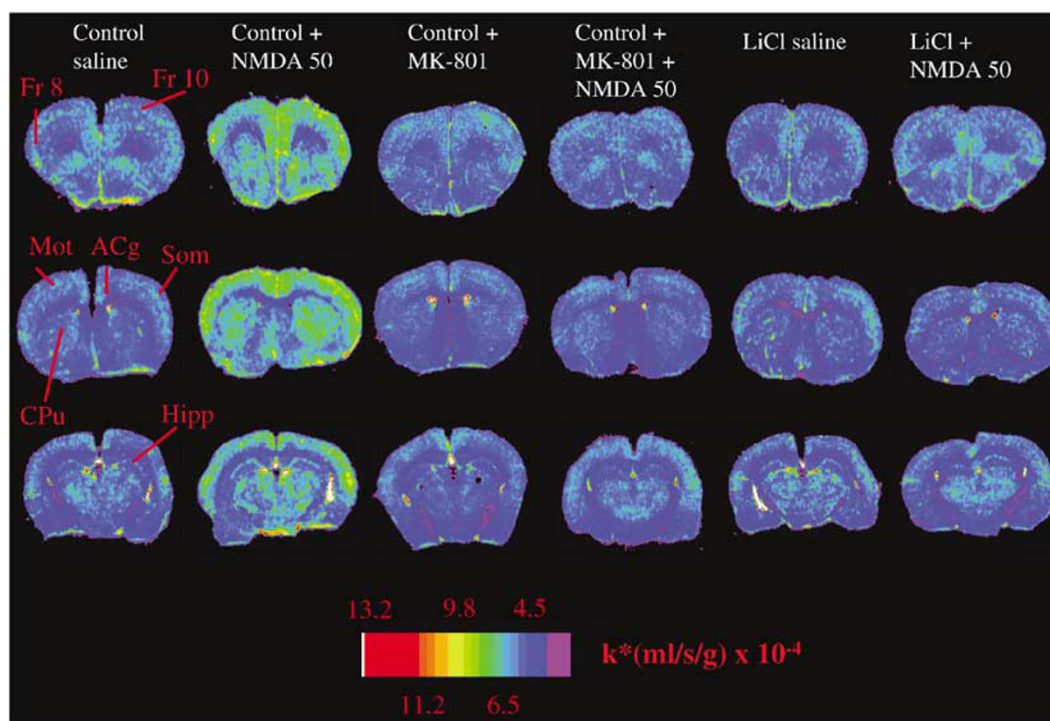 Control
saline
Control +
NMDA 50
Control +
MK-801
Control +
MK-801 +
NMDA 50
LiCl saline
LiCl +
NMDA 50
Fr 8
Fr 10
Mot
ACg
Som
CPu
Hipp
13.2
9.8
4.5
k*(ml/s/g) x 10-4
11.2
6.5